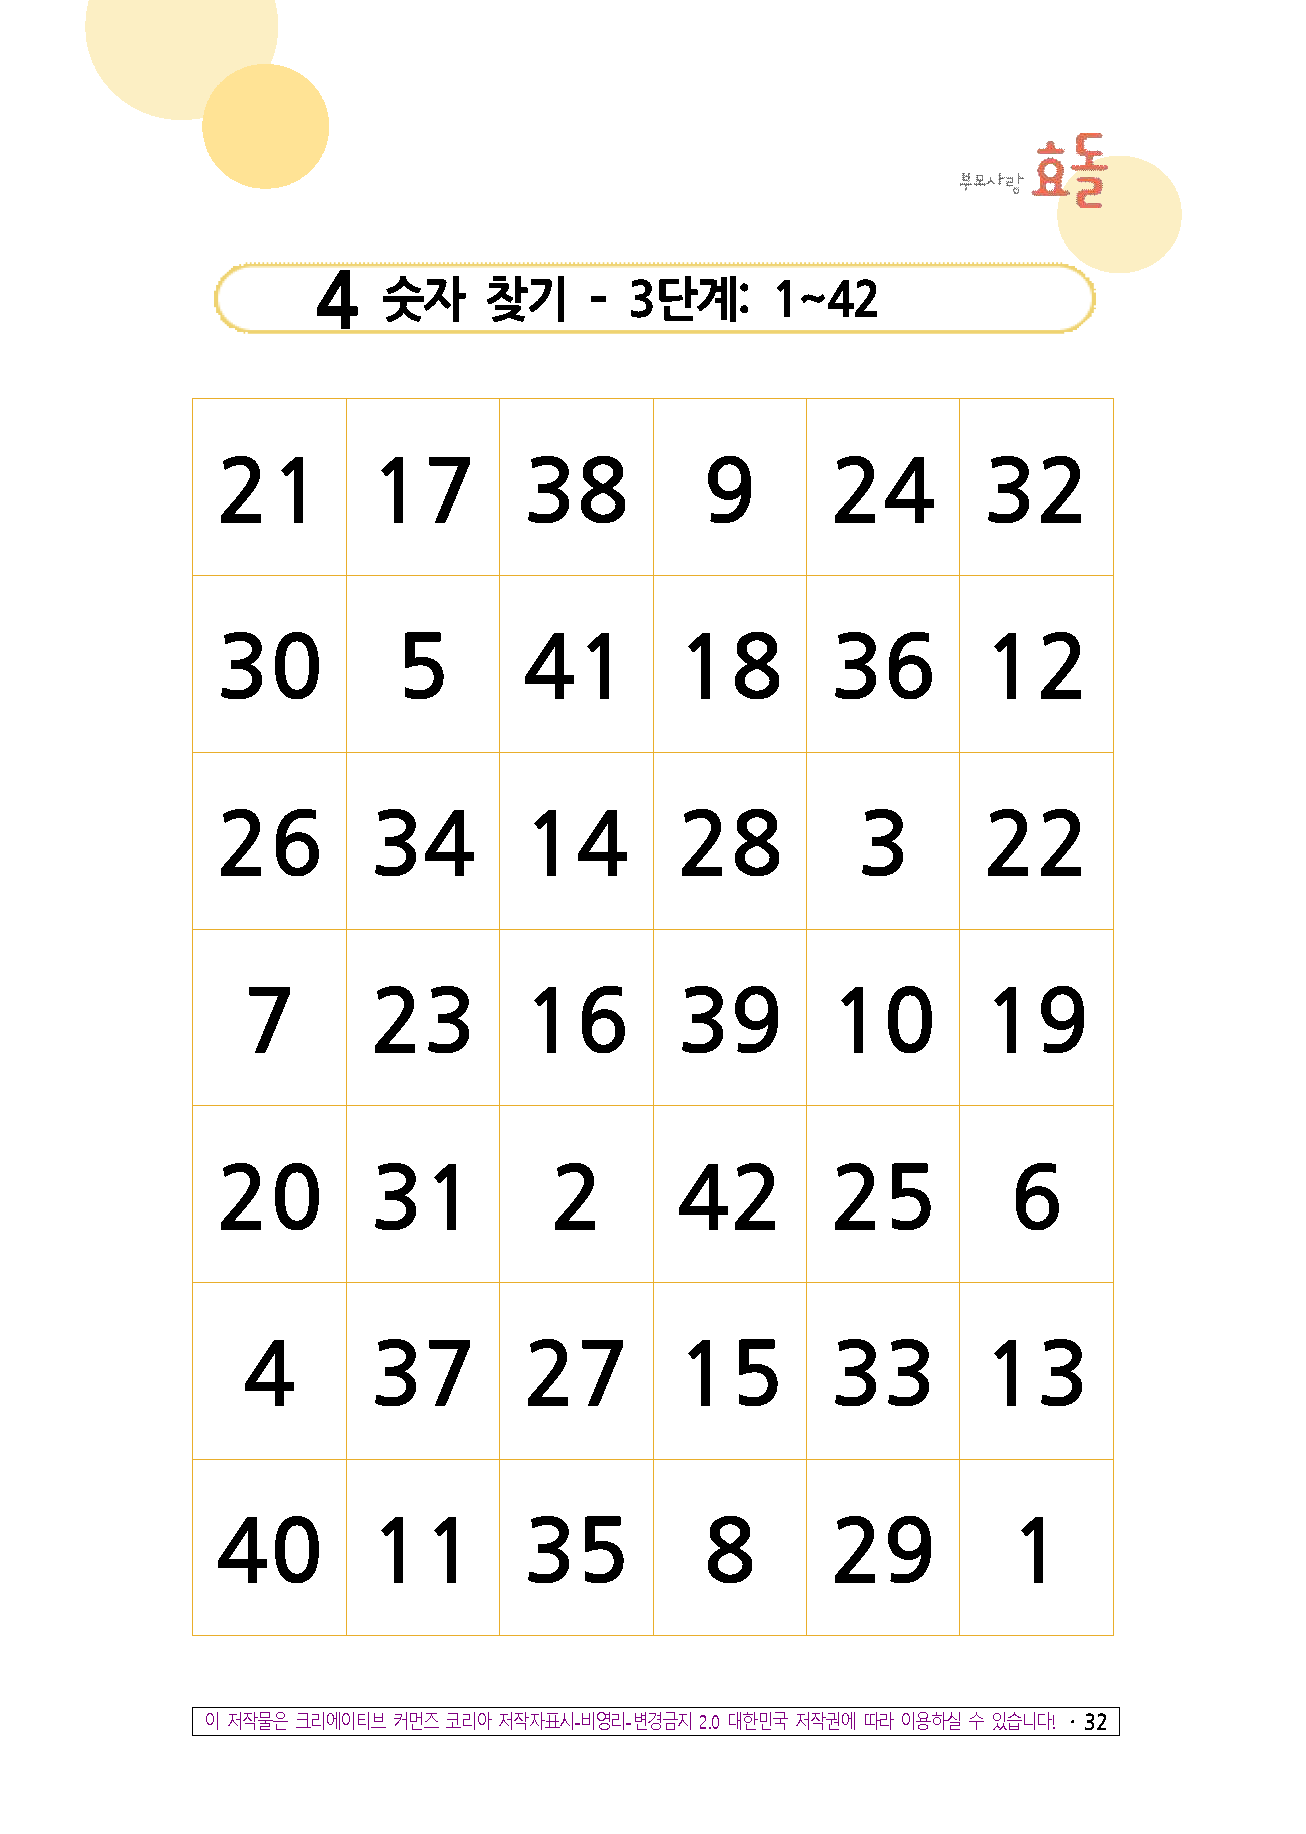 부모사랑 효돌
4 숫자 찾기 - 3단계: 1~42
21 17 38 9 24 32
30 5 41 18 36 12
26 34 14 28 3 22
7 23 16 39 10 19
20 31 2 42 25 6
4 37 27 15 33 13
40 11 35 8 29 1
이 저작물은 크리에이티브 커먼즈 코리아 저작자표시-비영리-변경금지 2.0 대한민국 저작권에 따라 이용하실 수 있습니다! · 32